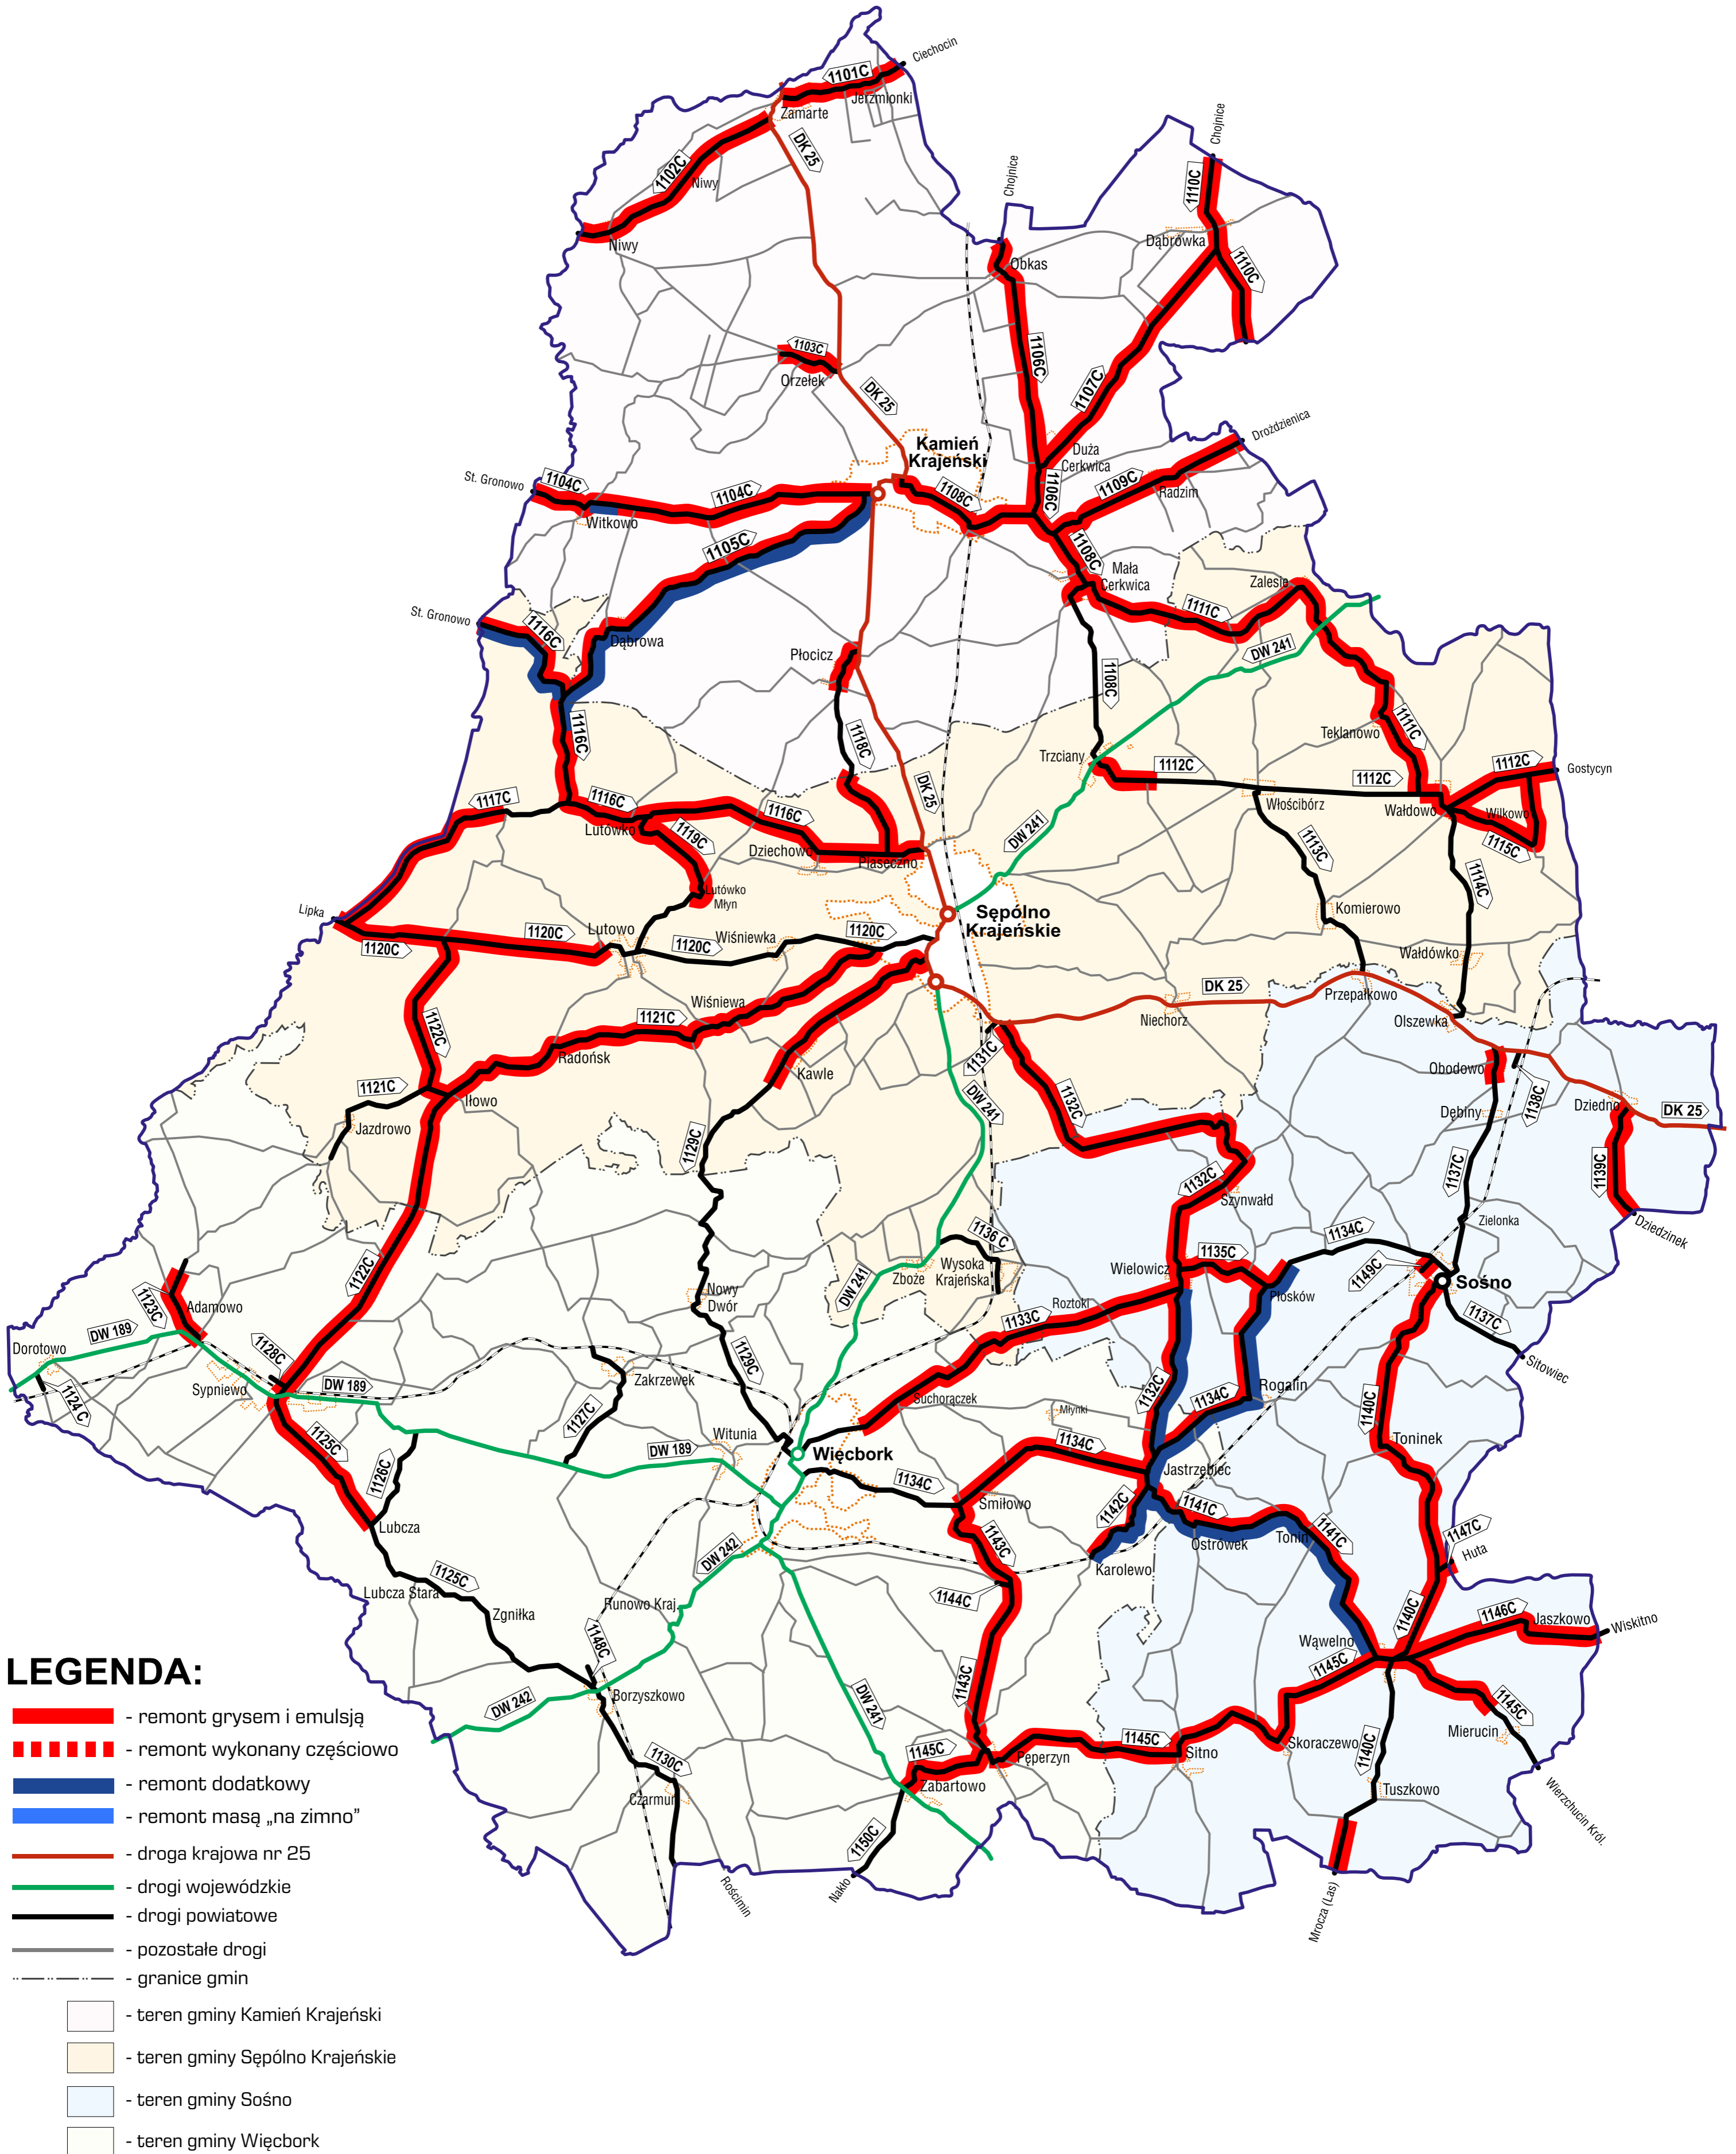 Ciechocin
1101C
Jerzmionki
Zamarte
DK 25
1102C
Niwy
Niwy
Chojnice
Chojnice
1110C
Dąbrówka
1110C
Obkas
1103C
Orzełek
1106C
1107C
DK 25
Kamień
Krajeński
Duża
Cerkwica
Drożdzienica
St. Gronowo
1104C
1104C
1108C
1106C
1109C
Radzim
Witkowo
1105C
1108C
Mała
Cerkwica
Zalesie
St. Gronowo
1116C
Dąbrowa
1111C
Płocicz
DW 241
1108C
1116C
1118C
Teklanowo
1111C
Trzciany
1112C
1112C
1112C
Gostycyn
DK 25
1117C
1116C
1116C
Włościbórz
Wałdowo
Wilkowo
Lutówko
1119C
DW 241
Dziechowo
Piaseczno
1113C
1115C
1114C
Lutówko
Młyn
Lipka
Sępólno
Krajeńskie
Komierowo
1120C
1120C
Lutowo
1120C
Wiśniewka
1120C
Wałdówko
DK 25
Przepałkowo
Wiśniewa
1121C
Niechorz
Olszewka
1122C
Radońsk
1131C
Kawle
Obodowo
1138C
1121C
Iłowo
DW 241
1132C
Dębiny
Dziedno
DK 25
Jazdrowo
1129C
1137C
1139C
1132C
Szynwałd
Zielonka
Dziedzinek
1136 C
1134C
1122C
Wysoka
Krajeńska
Zboże
Wielowicz
1135C
1149C
Sośno
1123C
Adamowo
Nowy
Dwór
DW 241
Roztoki
Płosków
1133C
1137C
DW 189
Dorotowo
1128C
1129C
Sitowiec
1124 C
Sypniewo
DW 189
Zakrzewek
Suchorączek
1132C
1134C
Rogalin
1140C
Młynki
1127C
1125C
Witunia
DW 189
Więcbork
1134C
Toninek
1126C
1134C
Jastrzębiec
Śmiłowo
1142C
1141C
Lubcza
1143C
Ostrówek
Tonin
1141C
1147C
Huta
DW 242
Karolewo
1125C
Lubcza Stara
1144C
Zgniłka
Runowo Kraj.
1140C
1146C
Jaszkowo
Wiskitno
1148C
Wąwelno
1145C
LEGENDA:
1143C
DW 241
DW 242
Borzyszkowo
1145C
- remont grysem i emulsją
Mierucin
- remont wykonany częściowo
1130C
1145C
Pęperzyn
1145C
Sitno
Skoraczewo
1140C
- remont dodatkowy
Czarmuń
Zabartowo
Tuszkowo
Wierzchucin Król.
- remont masą „na zimno”
1150C
- droga krajowa nr 25
Rościmin
Nakło
Mrocza (Las)
- drogi wojewódzkie
- drogi powiatowe
- pozostałe drogi
- granice gmin
- teren gminy Kamień Krajeński
- teren gminy Sępólno Krajeńskie
- teren gminy Sośno
- teren gminy Więcbork